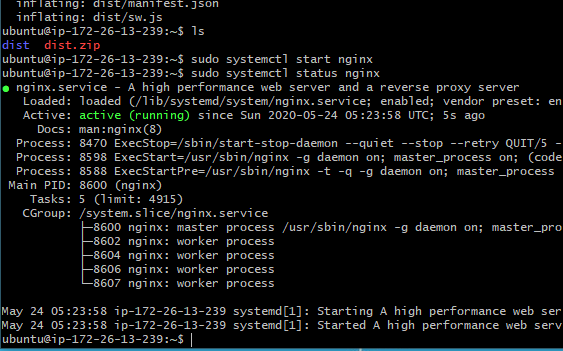 inflating: dist/manifest.json
inflating: dist/sw.js
ubuntu@ip-172-26-13-239:~$ ls
dist  dist.zip
ubuntu@ip-172-26-13-239:~$ sudo systemctl start nginx
ubuntu@ip-172-26-13-239:~$ sudo systemctl status nginx
● nginx.service - A high performance web server and a reverse proxy server
Loaded: loaded (/lib/systemd/system/nginx.service; enabled; vendor preset: en
Active: active (running) since Sun 2020-05-24 05:23:58 UTC; 5s ago
Docs: man:nginx(8)
Process: 8470 ExecStop=/sbin/start-stop-daemon --quiet --stop --retry QUIT/5 -
Process: 8598 ExecStart=/usr/sbin/nginx -g daemon on; master_process on; (code
Process: 8588 ExecStartPre=/usr/sbin/nginx -t -q -g daemon on; master_process
Main PID: 8600 (nginx)
Tasks: 5 (limit: 4915)
CGroup: /system.slice/nginx.service
├─8600 nginx: master process /usr/sbin/nginx -g daemon on; master_pro
├─8602 nginx: worker process
├─8604 nginx: worker process
├─8606 nginx: worker process
└─8607 nginx: worker process
May 24 05:23:58 ip-172-26-13-239 systemd[1]: Starting A high performance web ser
May 24 05:23:58 ip-172-26-13-239 systemd[1]: Started A high performance web serv
ubuntu@ip-172-26-13-239:~$